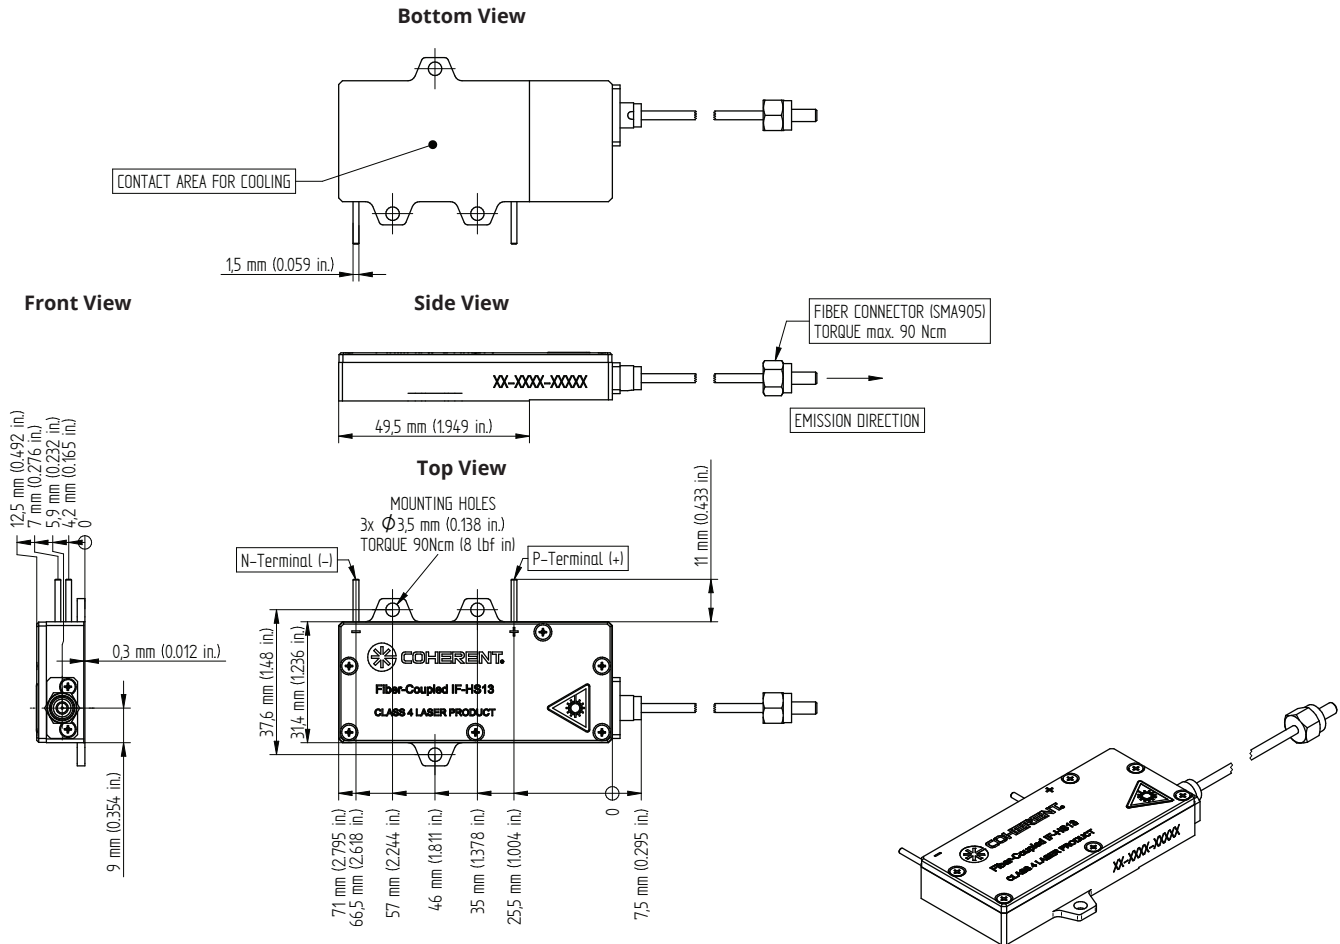 Bottom View
CONTACT AREA FOR COOLING
1,5 mm (0.059 in.)
Front View
Side View
FIBER CONNECTOR (SMA905)
TORQUE max. 90 Ncm
XX-XXXX-XXXXX
49,5 mm (1.949 in.)
EMISSION DIRECTION
12,5 mm (0.492 in.)
7 mm (0.276 in.)
5,9 mm (0.232 in.)
4,2 mm (0.165 in.)
0
0,3 mm (0.012 in.)
9 mm (0.354 in.)
Top View
MOUNTING HOLES
3x Ø3,5 mm (0.138 in.)
TORQUE 90Ncm (8 lbf in)
N-Terminal (-)
P-Terminal (+)
11 mm (0.433 in.)
37,6 mm (1.48 in.)
31,4 mm (1.236 in.)
- +
COHERENT.
Fiber-Coupled IF-HS13
CLASS 4 LASER PRODUCT
71 mm (2.795 in.)
66,5 mm (2.618 in.)
57 mm (2.244 in.)
46 mm (1.811 in.)
35 mm (1.378 in.)
25,5 mm (1.004 in.)
0
7,5 mm (0.295 in.)
- +
COHERENT.
Fiber-Coupled IF-HS13
CLASS 4 LASER PRODUCT
XX-XXXX-XXXXX